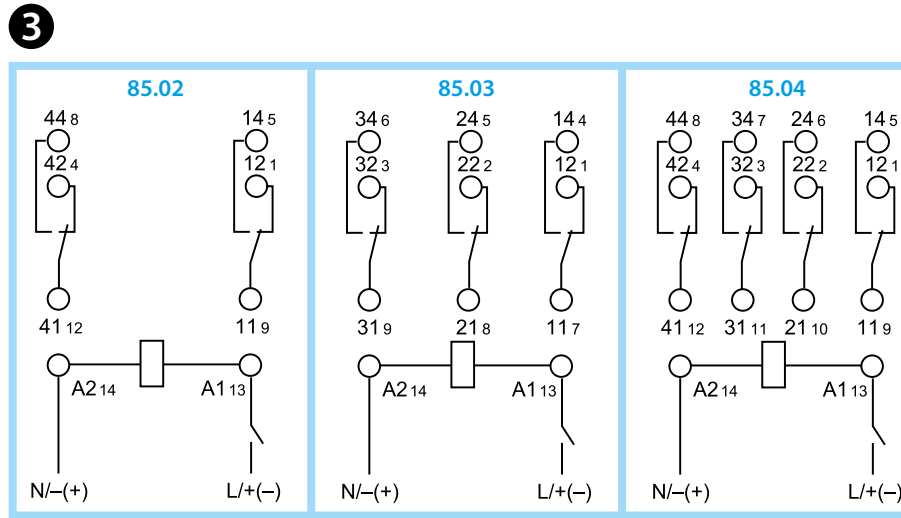 3
85.02
44 8 14 5
42 4 12 1
41 12 11 9
A2 14 A1 13
N/–(+) L/+(–)
85.03
34 6 24 5 14 4
32 3 22 2 12 1
31 9 21 8 11 7
A2 14 A1 13
N/–(+) L/+(–)
85.04
44 8 34 7 24 6 14 5
42 4 32 3 22 2 12 1
41 12 31 11 21 10 11 9
A2 14 A1 13
N/–(+) L/+(–)